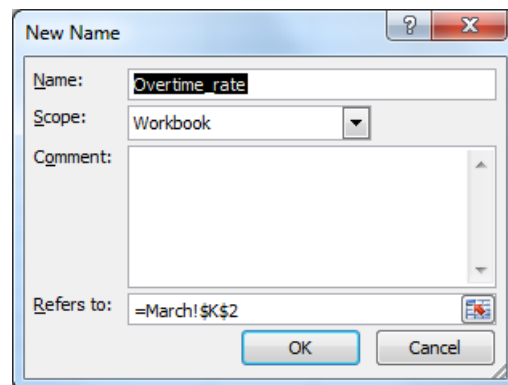 New Name
Name: Overtime_rate
Scope: Workbook
Comment:
Refers to: =March!$K$2
OK Cancel